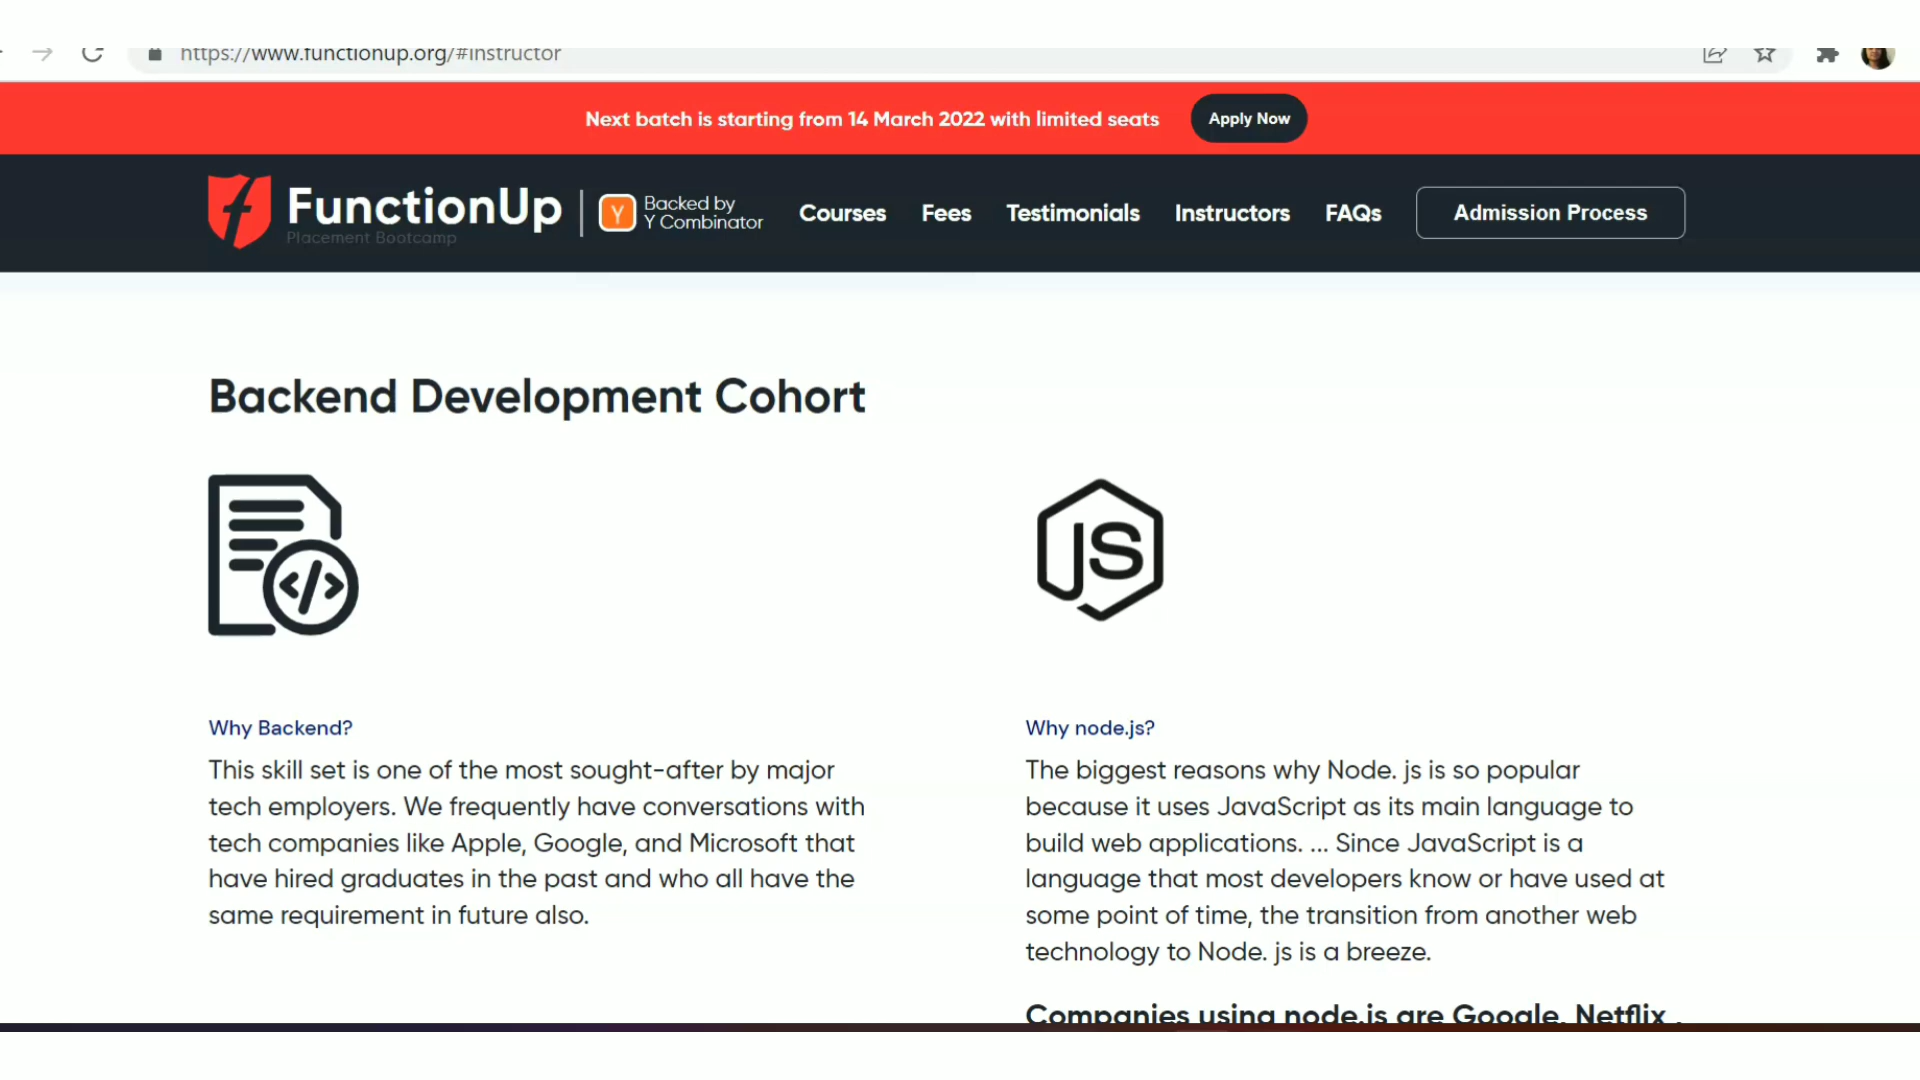 https://www.functionup.org/#instructor
Next batch is starting from 14 March 2022 with limited seats
Apply Now
FunctionUp
Placement Bootcamp
Y
Backed by
Y Combinator
Courses
Fees
Testimonials
Instructors
FAQs
Admission Process
Backend Development Cohort
JS
Why Backend?
This skill set is one of the most sought-after by major
tech employers. We frequently have conversations with
tech companies like Apple, Google, and Microsoft that
have hired graduates in the past and who all have the
same requirement in future also.
Why node.js?
The biggest reasons why Node. js is so popular
because it uses JavaScript as its main language to
build web applications. ... Since JavaScript is a
language that most developers know or have used at
some point of time, the transition from another web
technology to Node. js is a breeze.
Companies using node.js are Google, Netflix ,